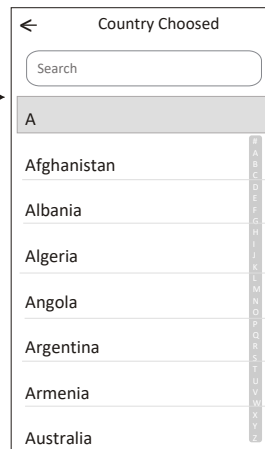 Country Choosed
Search
A
Afghanistan
Albania
Algeria
Angola
Argentina
Armenia
Australia
#
A
B
C
D
E
F
G
H
I
J
K
L
M
N
O
P
Q
R
S
T
U
V
W
X
Y
Z